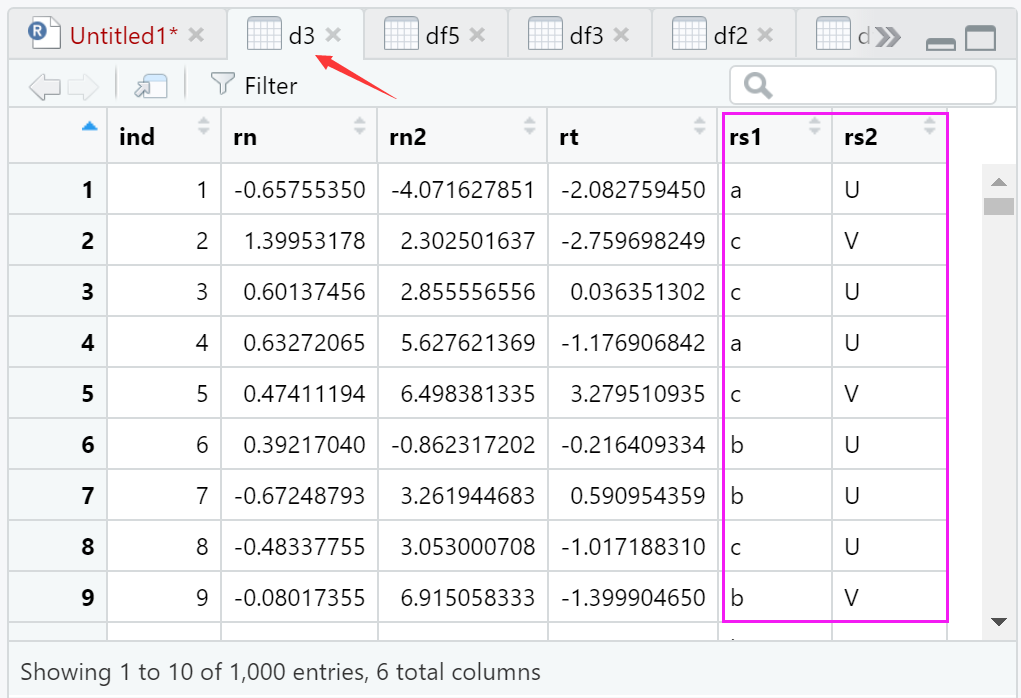 R Untitled1* × d3 × df5 × df3 × df2 × d
Filter
ind rn rn2 rt rs1 rs2
1 1 -0.65755350 -4.071627851 -2.082759450 a U
2 2 1.39953178 2.302501637 -2.759698249 c V
3 3 0.60137456 2.855556556 0.036351302 c U
4 4 0.63272065 5.627621369 -1.176906842 a U
5 5 0.47411194 6.498381335 3.279510935 c V
6 6 0.39217040 -0.862317202 -0.216409334 b U
7 7 -0.67248793 3.261944683 0.590954359 b U
8 8 -0.48337755 3.053000708 -1.017188310 c U
9 9 -0.08017355 6.915058333 -1.399904650 b V
Showing 1 to 10 of 1,000 entries, 6 total columns